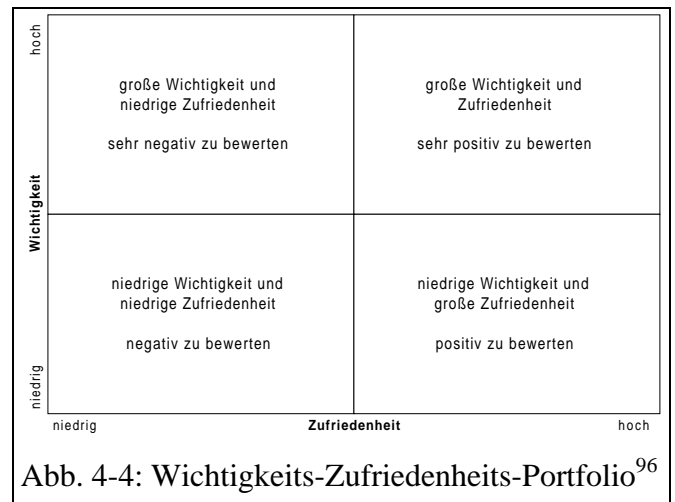 hoch
große Wichtigkeit und
niedrige Zufriedenheit
sehr negativ zu bewerten
große Wichtigkeit und
Zufriedenheit
sehr positiv zu bewerten
Wichtigkeit
niedrige Wichtigkeit und
niedrige Zufriedenheit
negativ zu bewerten
niedrige Wichtigkeit und
große Zufriedenheit
positiv zu bewerten
niedrig
niedrig
Zufriedenheit
hoch
Abb. 4-4: Wichtigkeits-Zufriedenheits-Portfolio⁹⁶